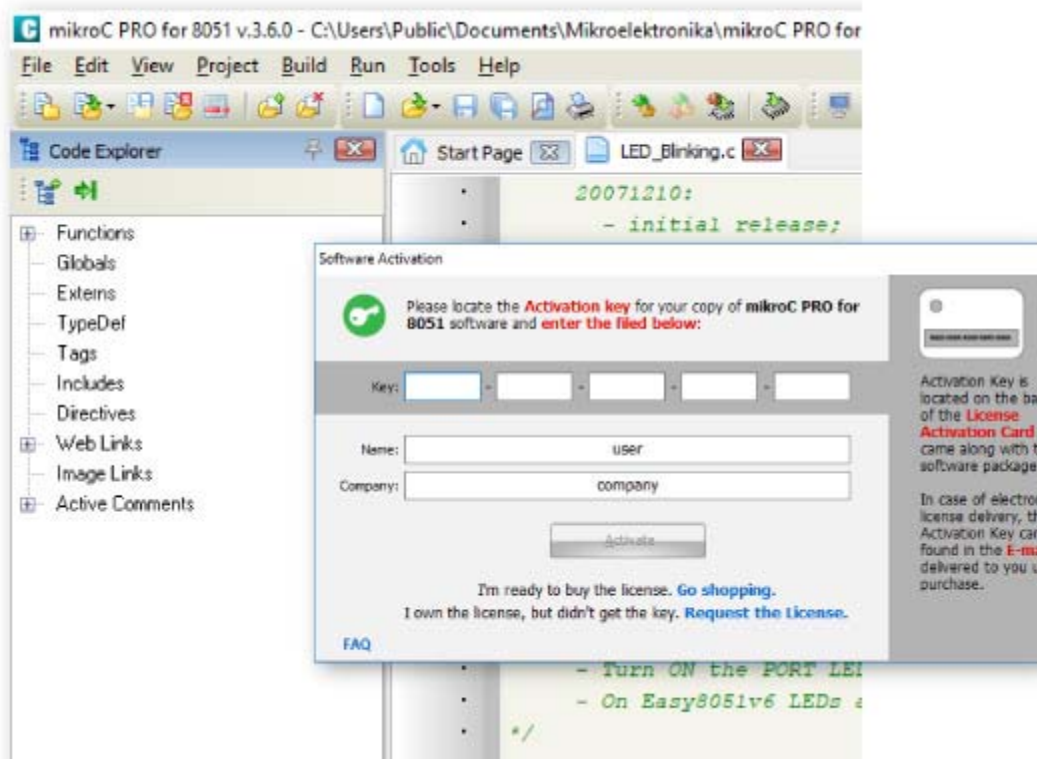 mikroC PRO for 8051 v.3.6.0 - C:\Users\Public\Documents\Mikroelektronika\mikroC PRO for
File Edit View Project Build Run Tools Help
Code Explorer
Start Page
LED_Blinking.c
Functions
Globals
Externs
TypeDef
Tags
Includes
Directives
Web Links
Image Links
Active Comments
20071210:
- initial release;
Software Activation
Please locate the Activation key for your copy of mikroC PRO for
8051 software and enter the filed below:
Key: - - - -
Name: user
Company: company
Activate
I'm ready to buy the license. Go shopping.
I own the license, but didn't get the key. Request the License.
FAQ
Activation Key is
located on the ba
of the License
Activation Card
came along with t
software package
In case of electro
license delivery, th
Activation Key car
found in the E-ma
delivered to you u
purchase.
- Turn ON the PORT LE
- On Easy8051v6 LEDs
*/